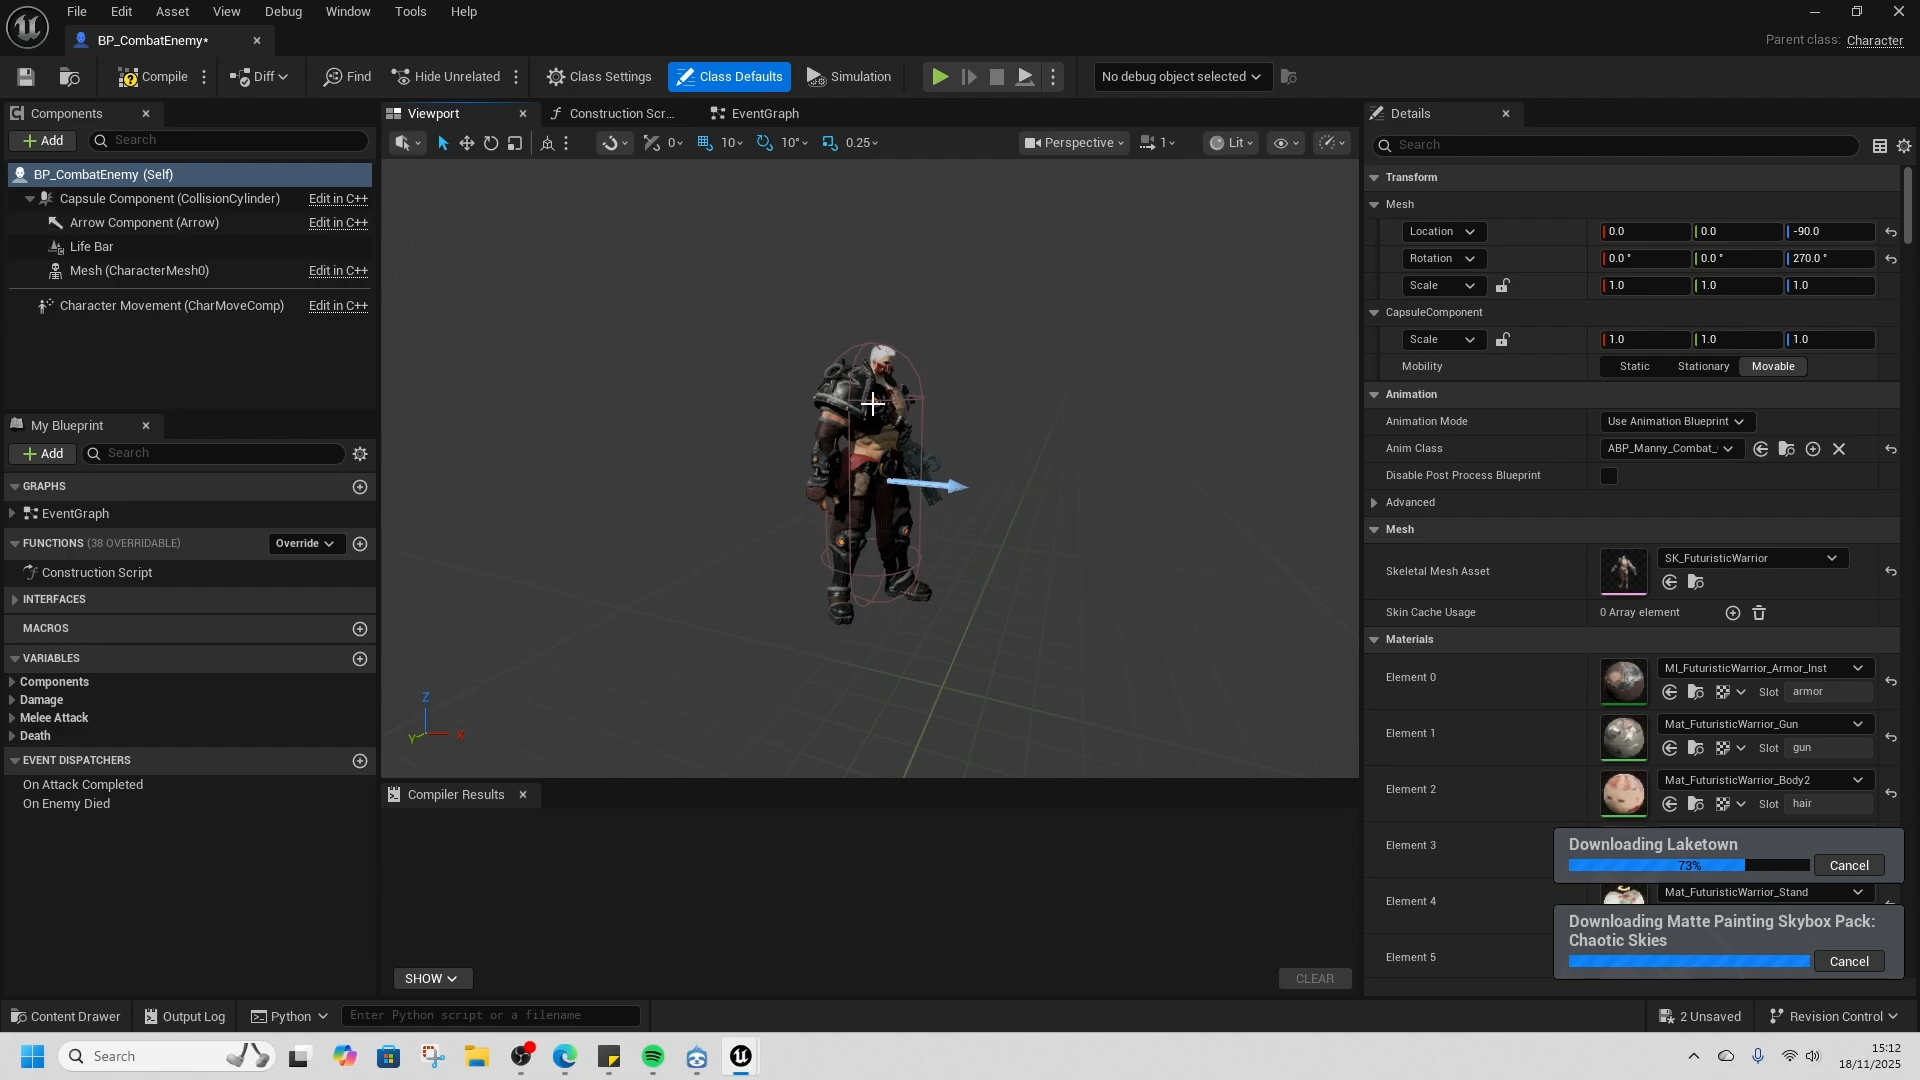 File Edit Asset View Debug Window Tools Help
BP_CombatEnemy*
Parent class: Character
Compile
Diff
Find
Hide Unrelated
Class Settings
Class Defaults
Simulation
No debug object selected
Components
Add
Search
BP_CombatEnemy (Self)
Capsule Component (CollisionCylinder) Edit in C++
Arrow Component (Arrow) Edit in C++
Life Bar
Mesh (CharacterMesh0) Edit in C++
Character Movement (CharMoveComp) Edit in C++
My Blueprint
Add
Search
GRAPHS
EventGraph
FUNCTIONS (38 OVERRIDABLE) Override
Construction Script
INTERFACES
MACROS
VARIABLES
Components
Damage
Melee Attack
Death
EVENT DISPATCHERS
On Attack Completed
On Enemy Died
Viewport
Construction Scr...
EventGraph
0 10 10° 0.25
Perspective
1
Lit
Z
Y X
Compiler Results
SHOW
CLEAR
Details
Search
Transform
Mesh
Location 0.0 0.0 -90.0
Rotation 0.0 ° 0.0 ° 270.0 °
Scale 1.0 1.0 1.0
CapsuleComponent
Scale 1.0 1.0 1.0
Mobility Static Stationary Movable
Animation
Animation Mode Use Animation Blueprint
Anim Class ABP_Manny_Combat_
Disable Post Process Blueprint
Advanced
Mesh
Skeletal Mesh Asset SK_FuturisticWarrior
Skin Cache Usage 0 Array element
Materials
Element 0 MI_FuturisticWarrior_Armor_Inst
Slot armor
Element 1 Mat_FuturisticWarrior_Gun
Slot gun
Element 2 Mat_FuturisticWarrior_Body2
Slot hair
Element 3
Downloading Laketown
73% Cancel
Element 4 Mat_FuturisticWarrior_Stand
Downloading Matte Painting Skybox Pack:
Chaotic Skies
Element 5
Cancel
Content Drawer
Output Log
Python
Enter Python script or a filename
2 Unsaved
Revision Control
Search
15:12
18/11/2025